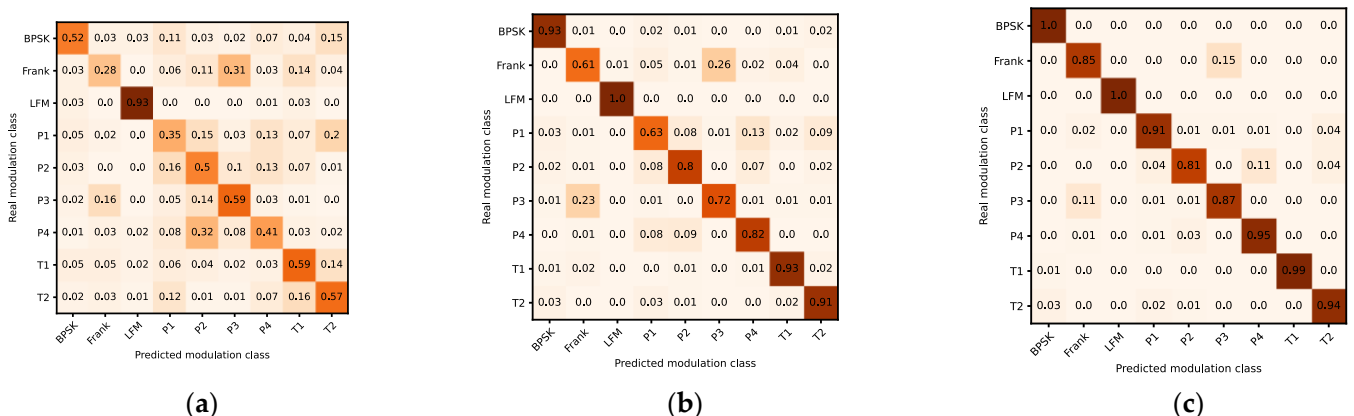 BPSK 0.52 0.03 0.03 0.11 0.03 0.02 0.07 0.04 0.15
Frank 0.03 0.28 0.0 0.06 0.11 0.31 0.03 0.14 0.04
LFM 0.03 0.0 0.93 0.0 0.0 0.0 0.01 0.03 0.0
P1 0.05 0.02 0.0 0.35 0.15 0.03 0.13 0.07 0.2
P2 0.03 0.0 0.0 0.16 0.5 0.1 0.13 0.07 0.01
P3 0.02 0.16 0.0 0.05 0.14 0.59 0.03 0.01 0.0
P4 0.01 0.03 0.02 0.08 0.32 0.08 0.41 0.03 0.02
T1 0.05 0.05 0.02 0.06 0.04 0.02 0.03 0.59 0.14
T2 0.02 0.03 0.01 0.12 0.01 0.01 0.07 0.16 0.57
BPSK Frank LFM P1 P2 P3 P4 T1 T2
Real modulation class
Predicted modulation class
(a)
BPSK 0.93 0.01 0.0 0.02 0.01 0.0 0.0 0.01 0.02
Frank 0.0 0.61 0.01 0.05 0.01 0.26 0.02 0.04 0.0
LFM 0.0 0.0 1.0 0.0 0.0 0.0 0.0 0.0 0.0
P1 0.03 0.01 0.0 0.63 0.08 0.01 0.13 0.02 0.09
P2 0.02 0.01 0.0 0.08 0.8 0.0 0.07 0.0 0.02
P3 0.01 0.23 0.0 0.01 0.0 0.72 0.01 0.01 0.01
P4 0.0 0.01 0.0 0.08 0.09 0.0 0.82 0.0 0.0
T1 0.01 0.02 0.0 0.01 0.0 0.0 0.0 0.93 0.02
T2 0.03 0.0 0.0 0.03 0.01 0.0 0.0 0.02 0.91
BPSK Frank LFM P1 P2 P3 P4 T1 T2
Real modulation class
Predicted modulation class
(b)
BPSK 1.0 0.0 0.0 0.0 0.0 0.0 0.0 0.0 0.0
Frank 0.0 0.85 0.0 0.0 0.0 0.15 0.0 0.0 0.0
LFM 0.0 0.0 1.0 0.0 0.0 0.0 0.0 0.0 0.0
P1 0.0 0.02 0.0 0.91 0.01 0.01 0.01 0.0 0.04
P2 0.0 0.0 0.0 0.04 0.81 0.0 0.11 0.0 0.04
P3 0.0 0.11 0.0 0.01 0.01 0.87 0.0 0.0 0.0
P4 0.0 0.01 0.0 0.01 0.03 0.0 0.95 0.0 0.0
T1 0.01 0.0 0.0 0.0 0.0 0.0 0.0 0.99 0.0
T2 0.03 0.0 0.0 0.02 0.01 0.0 0.0 0.0 0.94
BPSK Frank LFM P1 P2 P3 P4 T1 T2
Real modulation class
Predicted modulation class
(c)